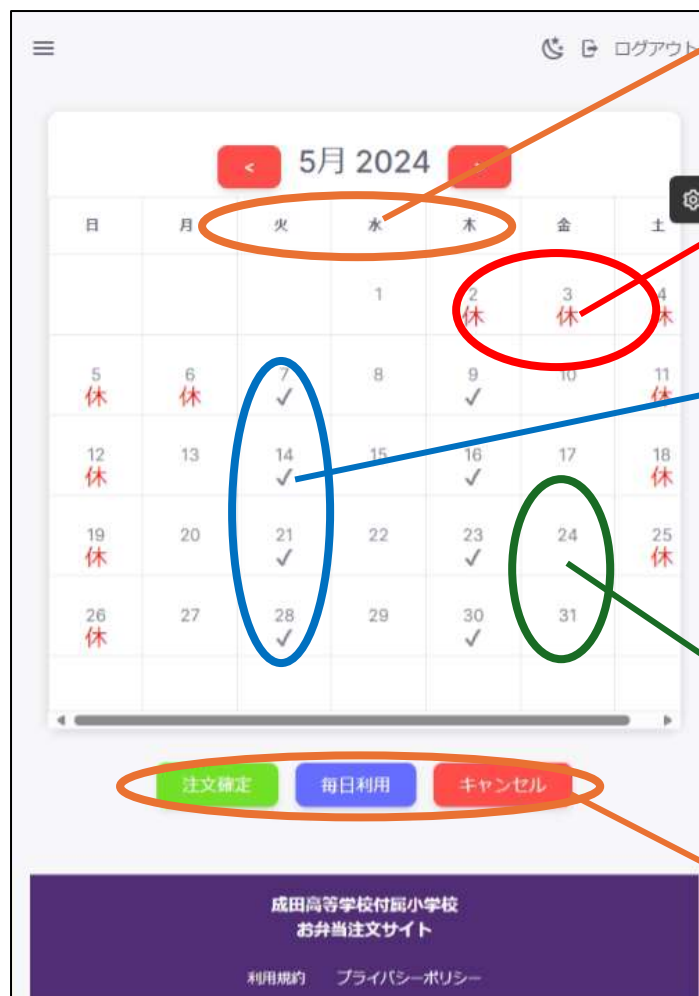 ログアウト
< 5月 2024
日 月 火 水 木 金 土
1 2 3 4
休 休 休
5 6 7 8 9 10 11
休 休 ✓ ✓ 休
12 13 14 15 16 17 18
休 ✓ ✓ 休
19 20 21 22 23 24 25
休 ✓ ✓ 休
26 27 28 29 30 31
休 ✓ ✓
注文確定 毎日利用 キャンセル
成田高等学校付属小学校
お弁当注文サイト
利用規約 プライバシーポリシー